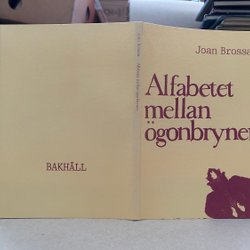 Joan Brossa
Alfabetet
mellan
ögonbrynen
BAKHÅLL